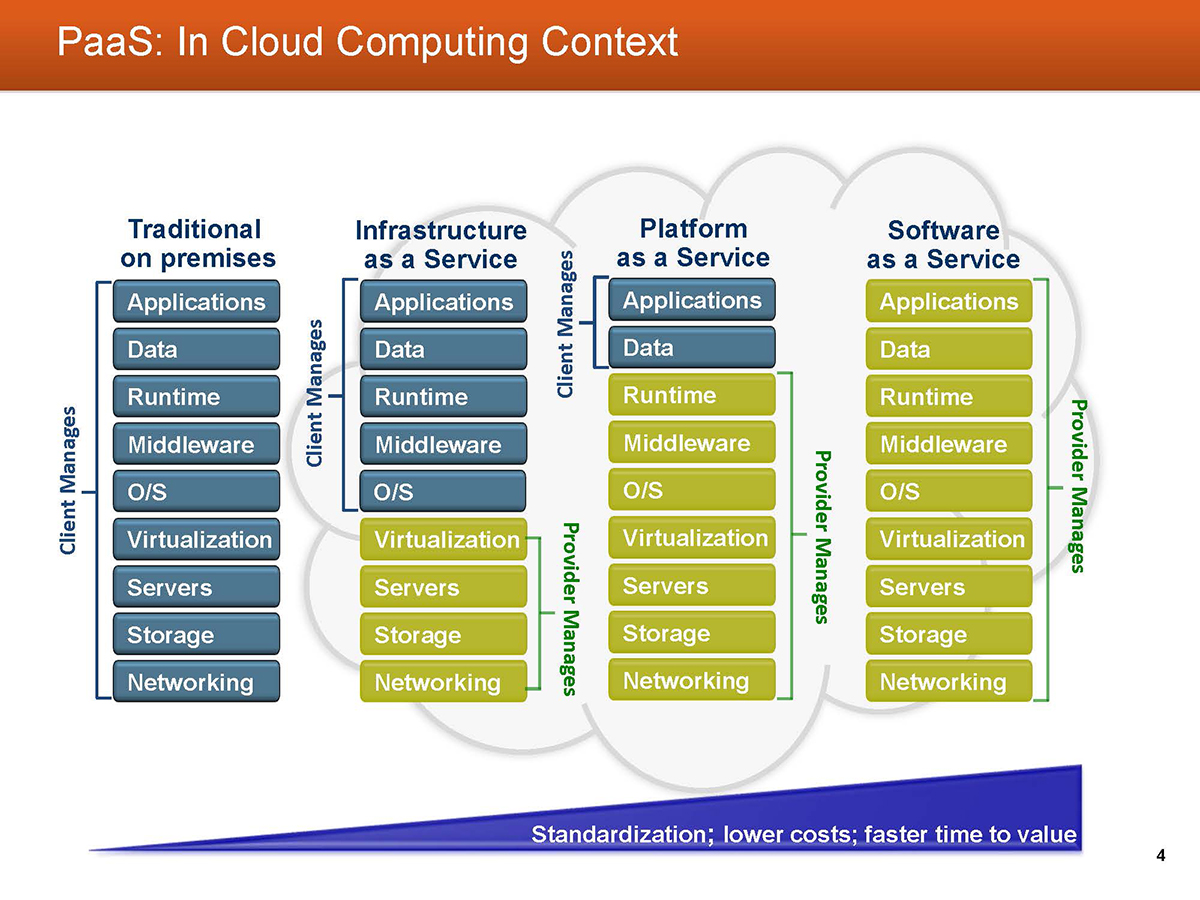 PaaS: In Cloud Computing Context
Traditional
on premises
Client Manages
Applications
Data
Runtime
Middleware
O/S
Virtualization
Servers
Storage
Networking
Infrastructure
as a Service
Client Manages
Applications
Data
Runtime
Middleware
O/S
Virtualization
Servers
Storage
Networking
Provider Manages
Platform
as a Service
Client Manages
Applications
Data
Runtime
Middleware
O/S
Virtualization
Servers
Storage
Networking
Provider Manages
Software
as a Service
Applications
Data
Runtime
Middleware
O/S
Virtualization
Servers
Storage
Networking
Provider Manages
Standardization; lower costs; faster time to value
4